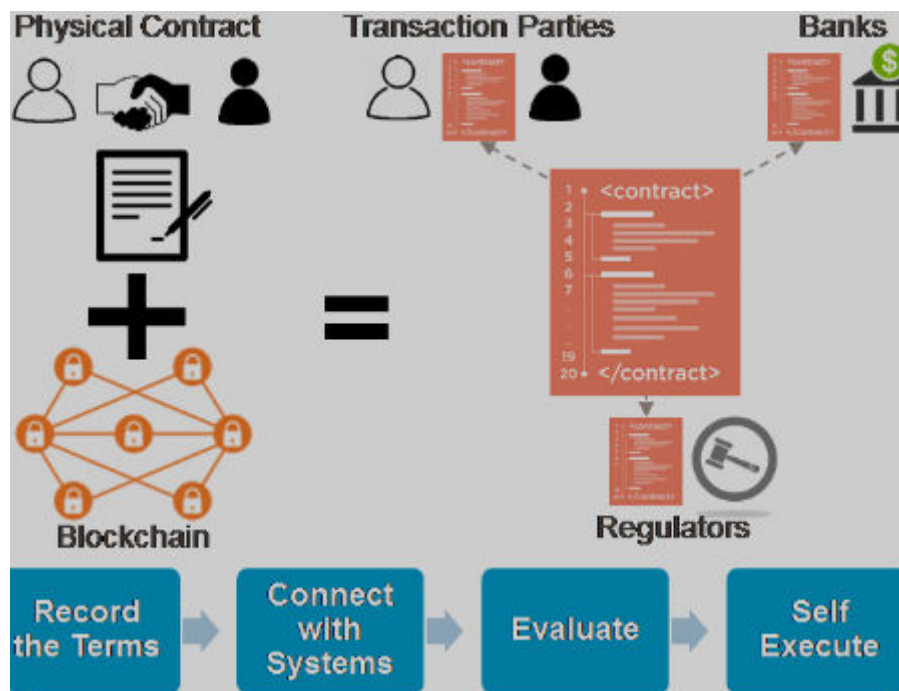 Physical Contract
Transaction Parties
Banks
$
1 <contract>
2
3
4
5
6
7
.
.
.
19
20 </contract>
Blockchain
Regulators
Record
the Terms
Connect
with
Systems
Evaluate
Self
Execute